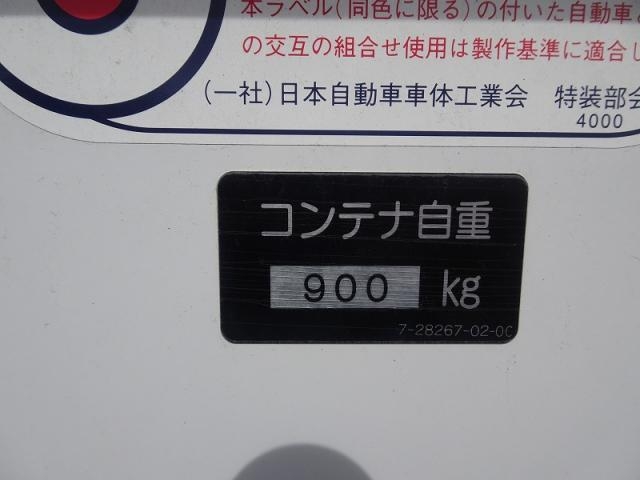 本ラベル(同色に限る)の付いた自動車
の交互の組合せ使用は製作基準に適合し
(一社)日本自動車車体工業会 特装部会
4000
コンテナ自重
900 kg
7-28267-02-00